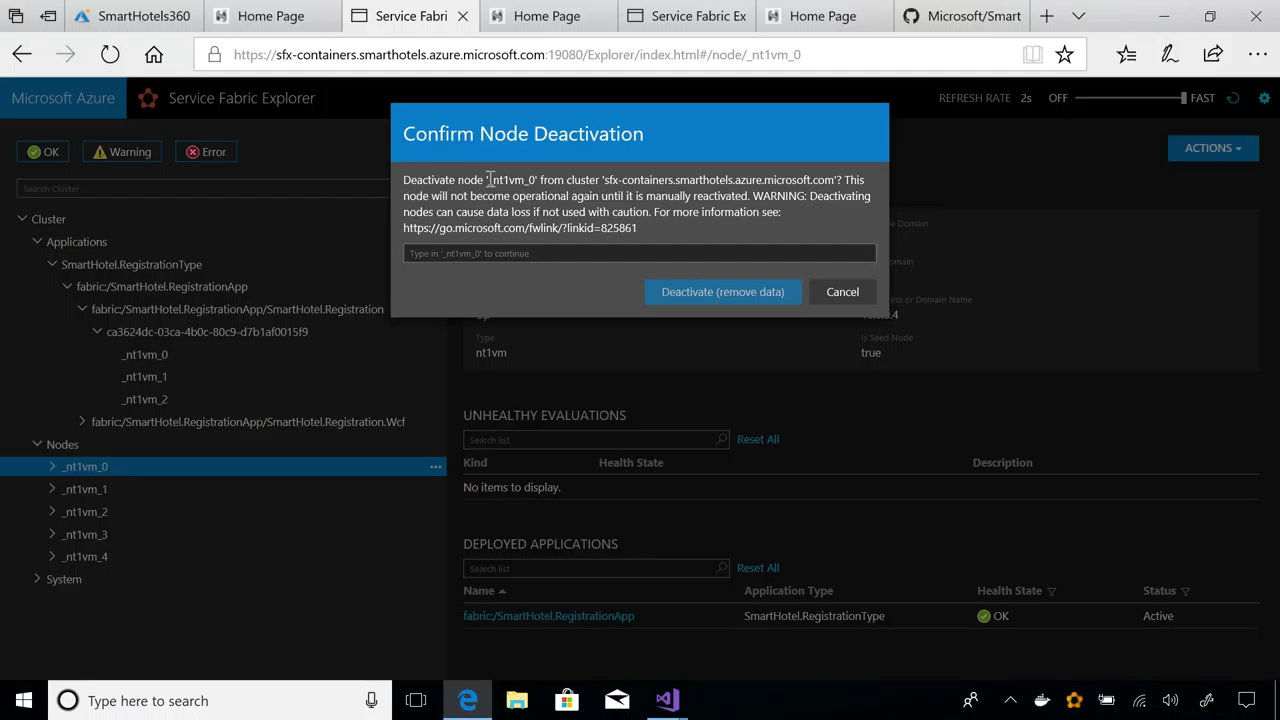 SmartHotels360
Home Page
Service Fabri
Home Page
Service Fabric Ex
Home Page
Microsoft/Smart
https://sfx-containers.smarthotels.azure.microsoft.com:19080/Explorer/index.html#/node/_nt1vm_0
Microsoft Azure
Service Fabric Explorer
REFRESH RATE 2s OFF FAST
OK
Warning
Error
Search Cluster
Cluster
Applications
SmartHotel.RegistrationType
fabric:/SmartHotel.RegistrationApp
fabric:/SmartHotel.RegistrationApp/SmartHotel.Registration
ca3624dc-03ca-4b0c-80c9-d7b1af0015f9
_nt1vm_0
_nt1vm_1
_nt1vm_2
fabric:/SmartHotel.RegistrationApp/SmartHotel.Registration.Wcf
Nodes
_nt1vm_0
_nt1vm_1
_nt1vm_2
_nt1vm_3
_nt1vm_4
System
ACTIONS
Confirm Node Deactivation
Deactivate node '_nt1vm_0' from cluster 'sfx-containers.smarthotels.azure.microsoft.com'? This
node will not become operational again until it is manually reactivated. WARNING: Deactivating
nodes can cause data loss if not used with caution. For more information see:
https://go.microsoft.com/fwlink/?linkid=825861
Type in '_nt1vm_0' to continue
Deactivate (remove data)
Cancel
or Domain Name
Type
nt1vm
Is Seed Node
true
UNHEALTHY EVALUATIONS
Search list
Reset All
Kind
Health State
Description
No items to display.
DEPLOYED APPLICATIONS
Search list
Reset All
Name
Application Type
Health State
Status
fabric:/SmartHotel.RegistrationApp
SmartHotel.RegistrationType
OK
Active
Type here to search